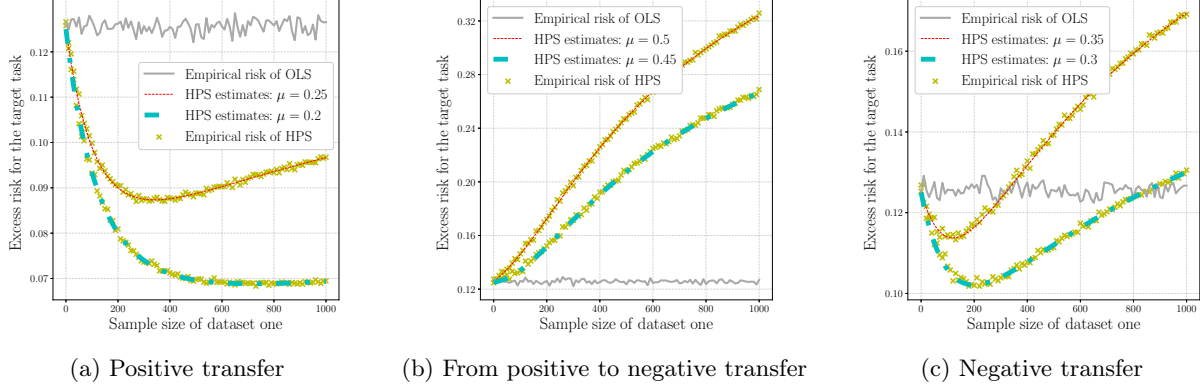 Excess risk for the target task
0.12
0.11
0.10
0.09
0.08
0.07
0
200
400
600
800
1000
Empirical risk of OLS
HPS estimates: μ = 0.25
HPS estimates: μ = 0.2
Empirical risk of HPS
Sample size of dataset one
(a) Positive transfer
Excess risk for the target task
0.32
0.28
0.24
0.20
0.16
0.12
0
200
400
600
800
1000
Empirical risk of OLS
HPS estimates: μ = 0.5
HPS estimates: μ = 0.45
Empirical risk of HPS
Sample size of dataset one
(b) From positive to negative transfer
Excess risk for the target task
0.16
0.14
0.12
0.10
0
200
400
600
800
1000
Empirical risk of OLS
HPS estimates: μ = 0.35
HPS estimates: μ = 0.3
Empirical risk of HPS
Sample size of dataset one
(c) Negative transfer